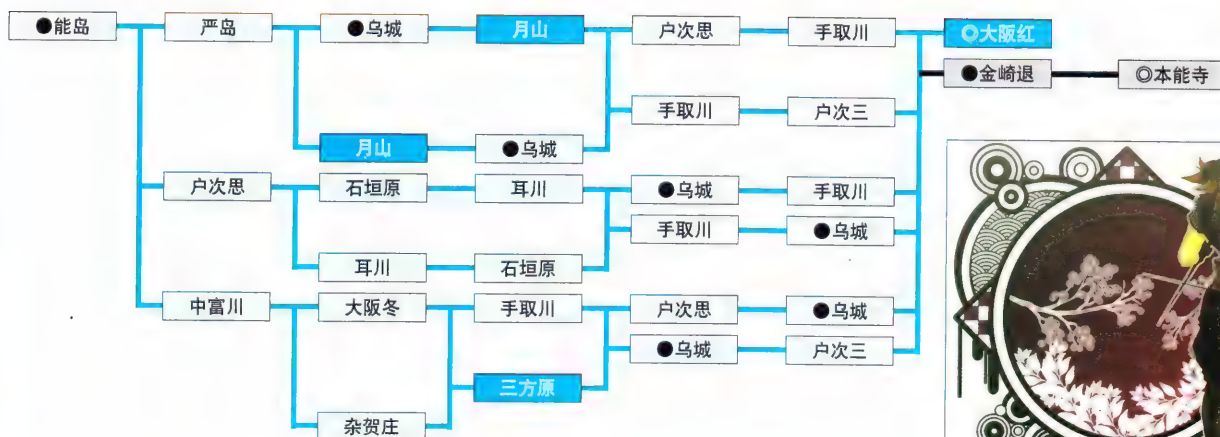 ●能岛 严岛 ●乌城 月山 户次思 手取川 ◎大阪红
●金崎退 ◎本能寺
手取川 户次三
月山 ●乌城
户次思 石垣原 耳川 ●乌城 手取川
手取川 ●乌城
耳川 石垣原
中富川 大阪冬 手取川 户次思 ●乌城
●乌城 户次三
三方原
杂贺庄